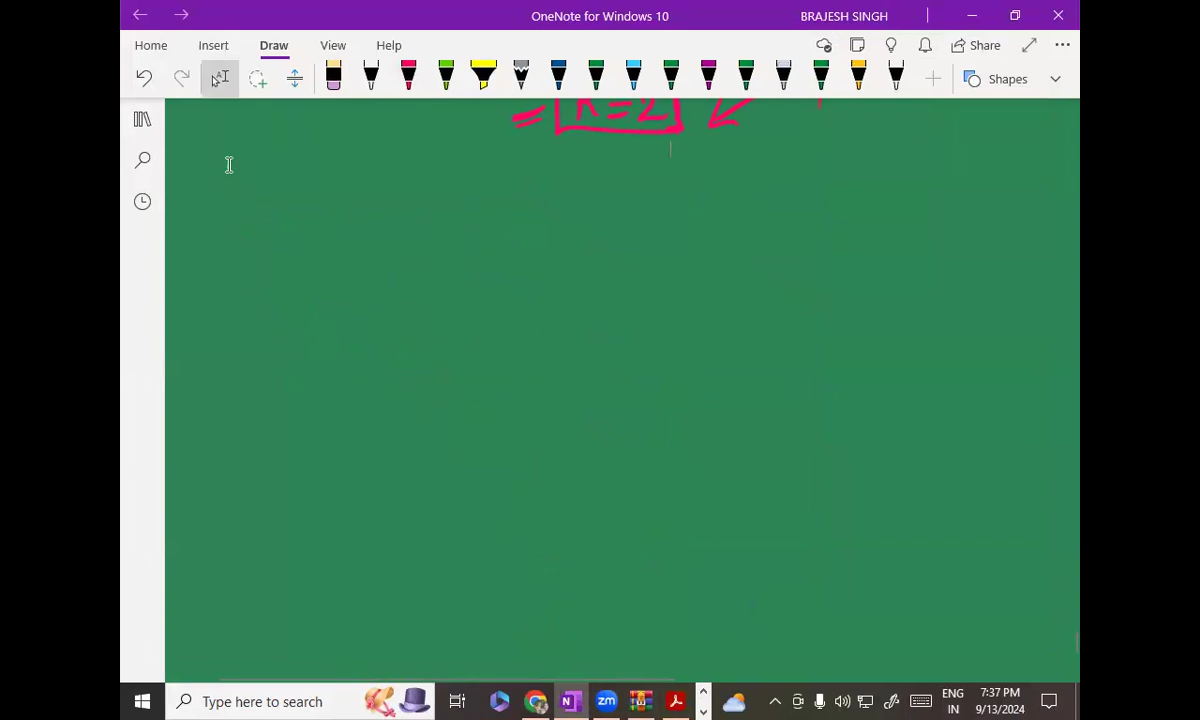 OneNote for Windows 10
BRAJESH SINGH
Home Insert Draw View Help
Share
Shapes
= K = 2
Type here to search
ENG
IN
7:37 PM
9/13/2024